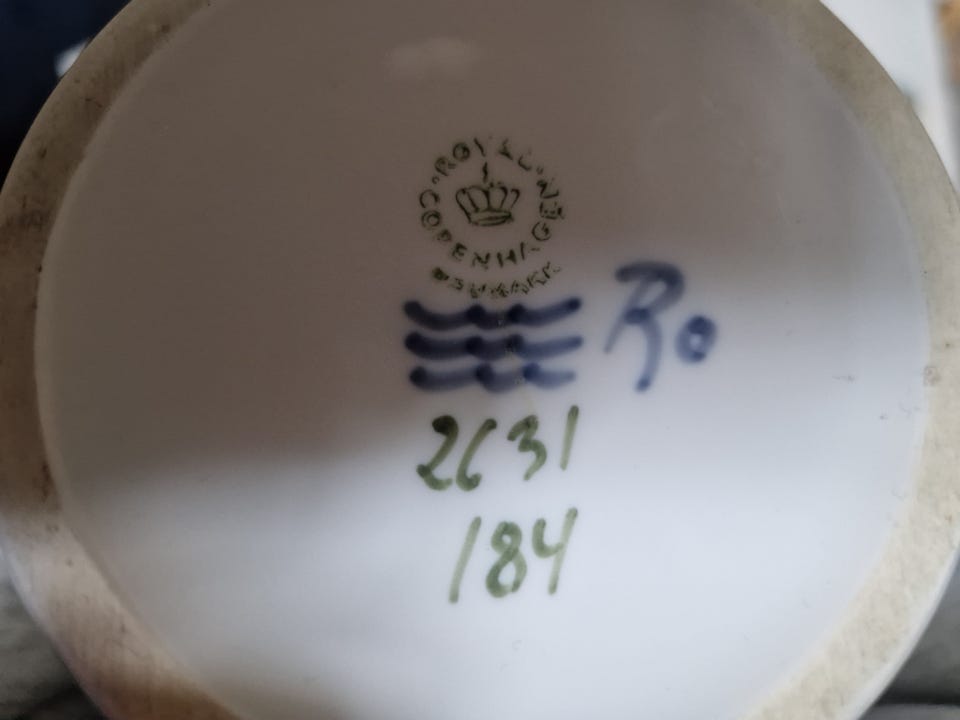 ROYAL COPENHAGEN
DENMARK
Ro
2631
184